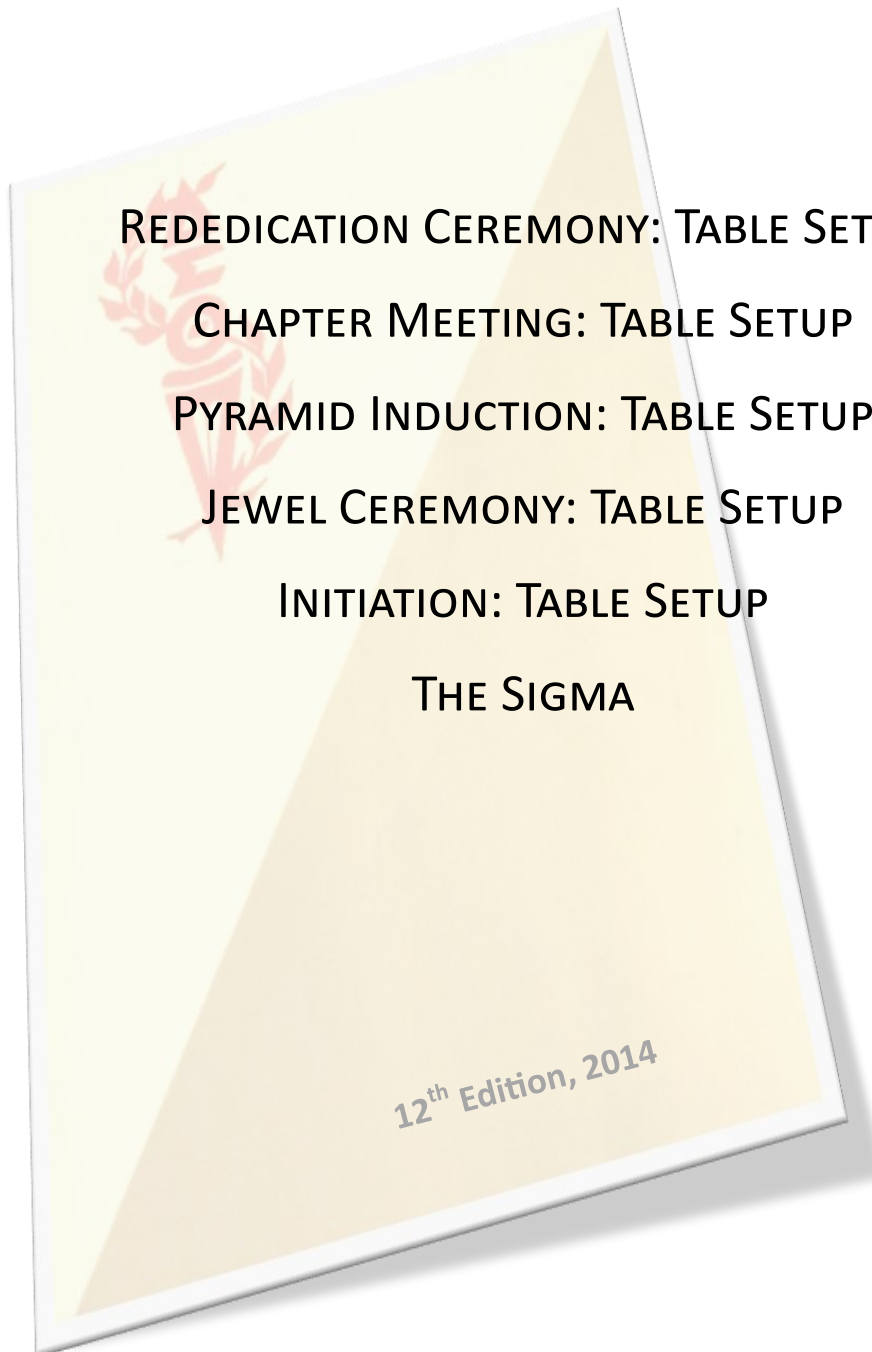 REDEDICATION CEREMONY: TABLE SET
CHAPTER MEETING: TABLE SETUP
PYRAMID INDUCTION: TABLE SETUP
JEWEL CEREMONY: TABLE SETUP
INITIATION: TABLE SETUP
THE SIGMA
12th Edition, 2014